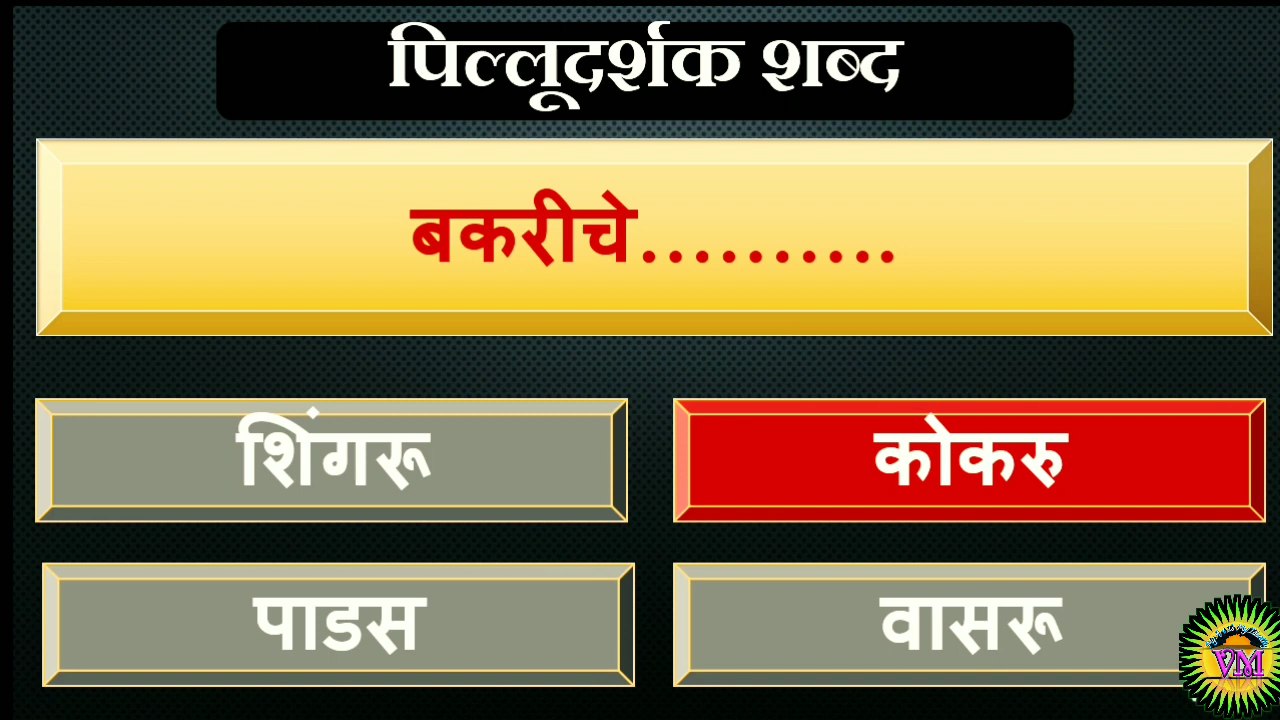 पिल्लूदर्शक शब्द
बकरीचे..........
शिंगरू
कोकरु
पाडस
वासरू
VM